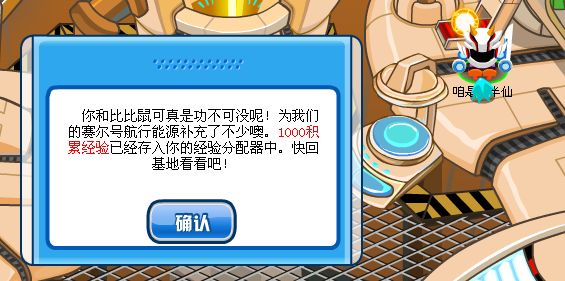 你和比比鼠可真是功不可没呢！为我们
的赛尔号航行能源补充了不少噢。1000积
累经验已经存入你的经验分配器中。快回
基地看看吧！
确认
半仙